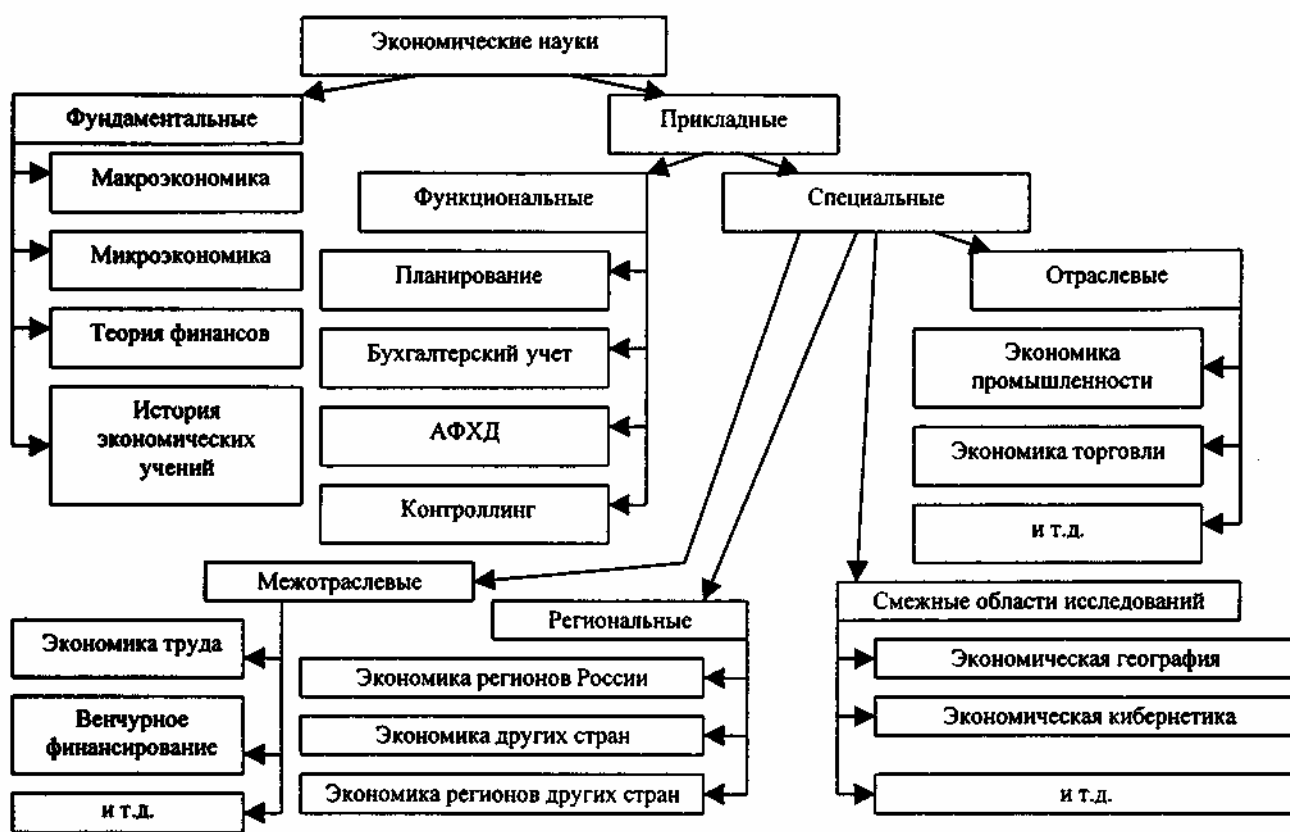 Экономические науки
Фундаментальные
Прикладные
Макроэкономика
Функциональные
Специальные
Микроэкономика
Планирование
Отраслевые
Теория финансов
Бухгалтерский учет
Экономика
промышленности
История
экономических
учений
АФХД
Экономика торговли
Контроллинг
и т.д.
Межотраслевые
Региональные
Смежные области исследований
Экономика труда
Экономика регионов России
Экономическая география
Венчурное
финансирование
Экономика других стран
Экономическая кибернетика
и т.д.
Экономика регионов других стран
и т.д.